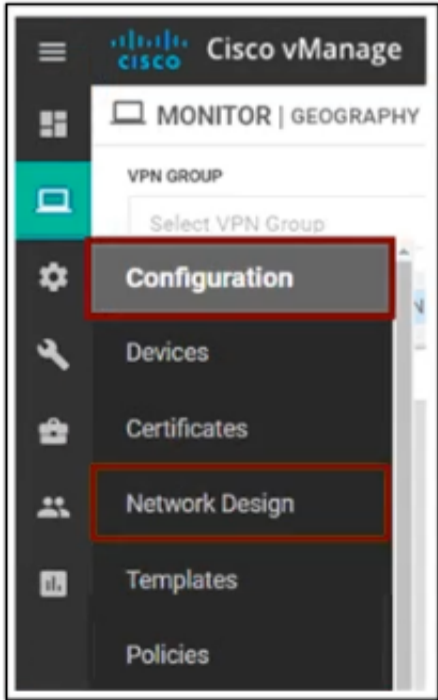 CISCO Cisco vManage
MONITOR | GEOGRAPHY
VPN GROUP
Select VPN Group
Configuration
Devices
Certificates
Network Design
Templates
Policies